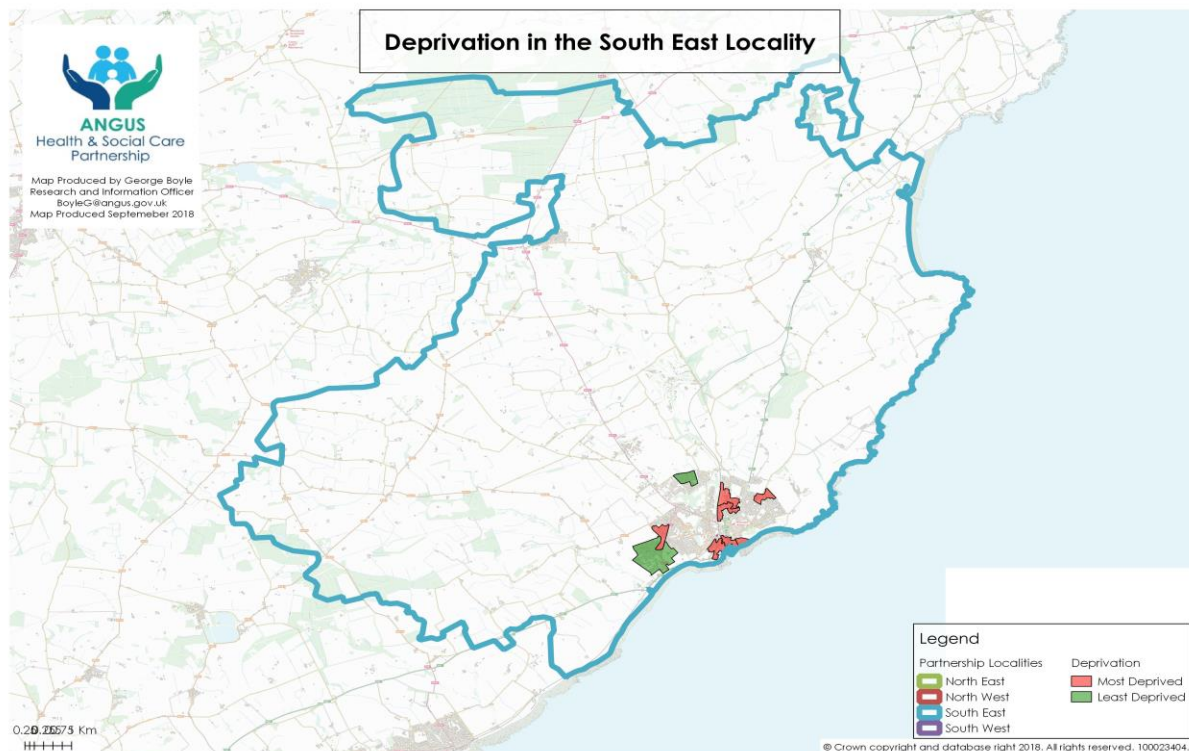 Deprivation in the South East Locality
ANGUS
Health & Social Care
Partnership
Map Produced by George Boyle
Research and Information Officer
BoyleG@angus.gov.uk
Map Produced Septemeber 2018
Legend
Partnership Localities
North East
North West
South East
South West
Deprivation
Most Deprived
Least Deprived
Km
© Crown copyright and database right 2018. All rights reserved. 100023404